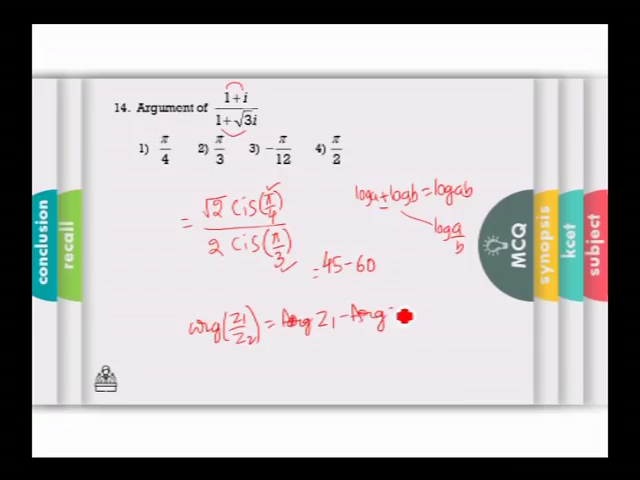 14. Argument of (1+i)/(1+√3i)
1) π/4 2) π/3 3) -π/12 4) π/2
= √2 Cis(π/4) / 2 Cis(π/3)
loga+logb=logab
log a/b
= 45-60
arg(Z1/Z2) = Arg Z1 - Arg
conclusion
recall
MCQ
synopsis
kcet
subject